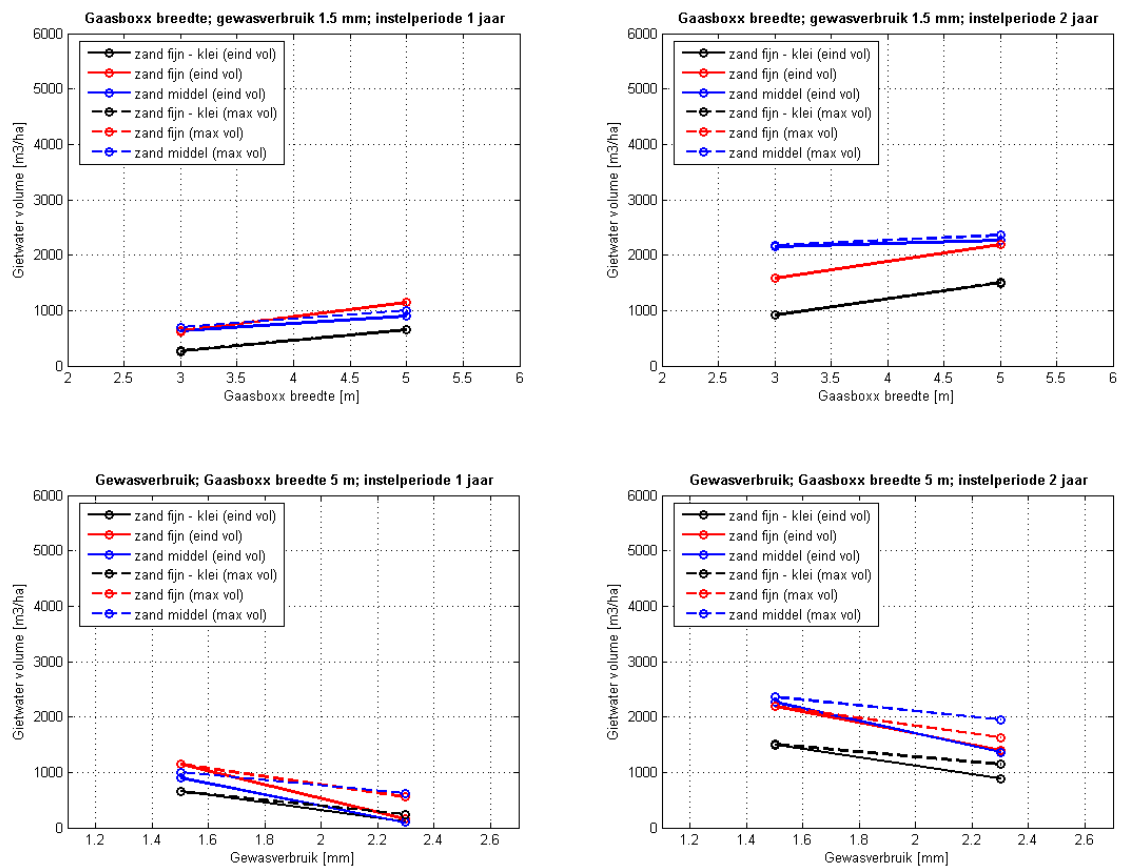 Gaasboxx breedte; gewasverbruik 1.5 mm; instelperiode 1 jaar
6000
5000
4000
3000
2000
1000
0
Gietwater volume [m3/ha]
zand fijn - klei (eind vol)
zand fijn (eind vol)
zand middel (eind vol)
zand fijn - klei (max vol)
zand fijn (max vol)
zand middel (max vol)
2 2.5 3 3.5 4 4.5 5 5.5 6
Gaasboxx breedte [m]
Gaasboxx breedte; gewasverbruik 1.5 mm; instelperiode 2 jaar
6000
5000
4000
3000
2000
1000
0
Gietwater volume [m3/ha]
zand fijn - klei (eind vol)
zand fijn (eind vol)
zand middel (eind vol)
zand fijn - klei (max vol)
zand fijn (max vol)
zand middel (max vol)
2 2.5 3 3.5 4 4.5 5 5.5 6
Gaasboxx breedte [m]
Gewasverbruik; Gaasboxx breedte 5 m; instelperiode 1 jaar
6000
5000
4000
3000
2000
1000
0
Gietwater volume [m3/ha]
zand fijn - klei (eind vol)
zand fijn (eind vol)
zand middel (eind vol)
zand fijn - klei (max vol)
zand fijn (max vol)
zand middel (max vol)
1.2 1.4 1.6 1.8 2 2.2 2.4 2.6
Gewasverbruik [mm]
Gewasverbruik; Gaasboxx breedte 5 m; instelperiode 2 jaar
6000
5000
4000
3000
2000
1000
0
Gietwater volume [m3/ha]
zand fijn - klei (eind vol)
zand fijn (eind vol)
zand middel (eind vol)
zand fijn - klei (max vol)
zand fijn (max vol)
zand middel (max vol)
1.2 1.4 1.6 1.8 2 2.2 2.4 2.6
Gewasverbruik [mm]